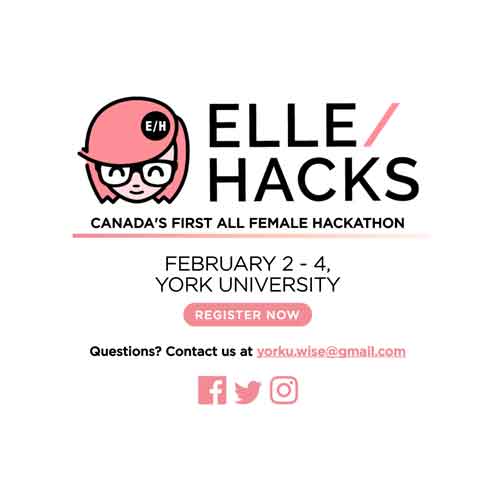 E/H
ELLE/
HACKS
CANADA'S FIRST ALL FEMALE HACKATHON
FEBRUARY 2 - 4,
YORK UNIVERSITY
REGISTER NOW
Questions? Contact us at yorku.wise@gmail.com